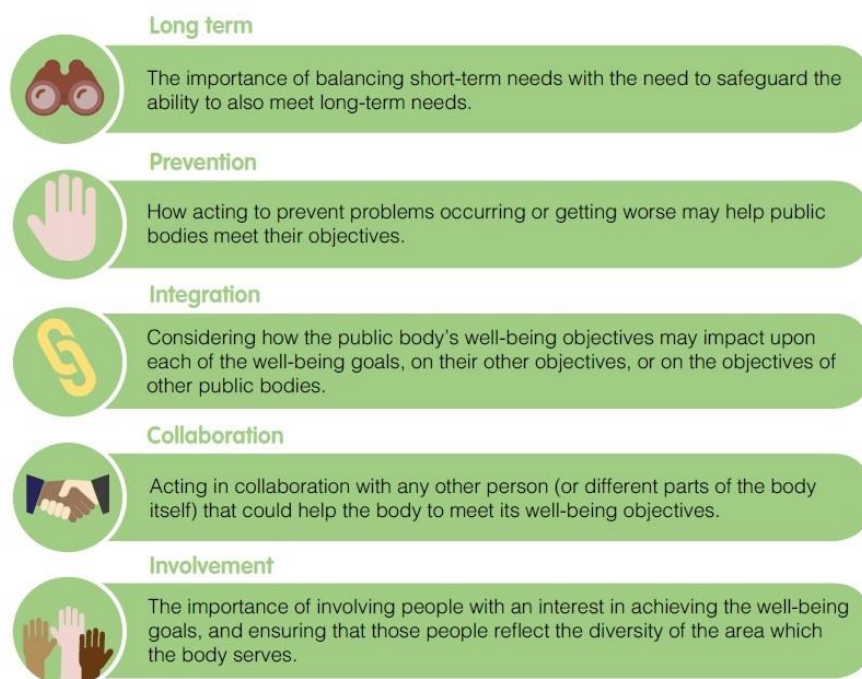 Long term
The importance of balancing short-term needs with the need to safeguard the
ability to also meet long-term needs.
Prevention
How acting to prevent problems occurring or getting worse may help public
bodies meet their objectives.
Integration
Considering how the public body's well-being objectives may impact upon
each of the well-being goals, on their other objectives, or on the objectives of
other public bodies.
Collaboration
Acting in collaboration with any other person (or different parts of the body
itself) that could help the body to meet its well-being objectives.
Involvement
The importance of involving people with an interest in achieving the well-being
goals, and ensuring that those people reflect the diversity of the area which
the body serves.